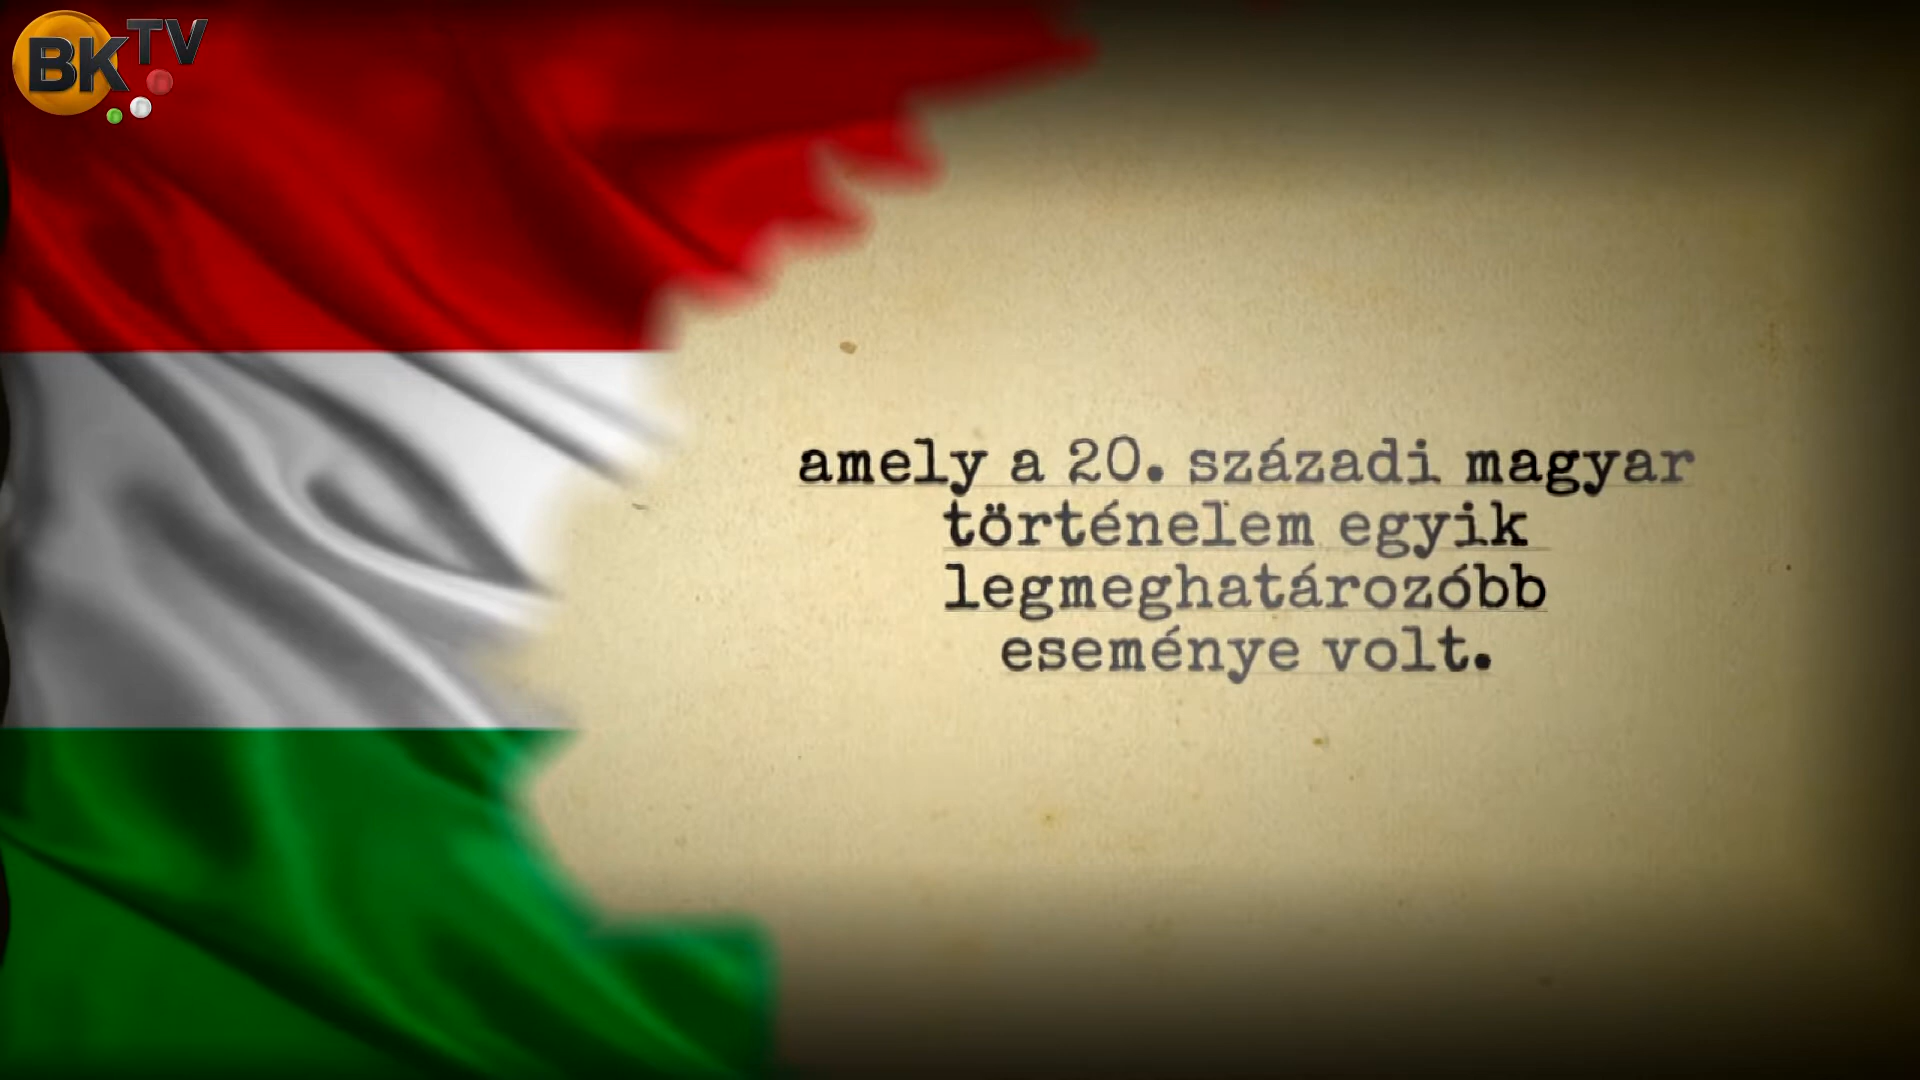 BKTV
amely a 20. századi magyar
történelem egyik
legmeghatározóbb
eseménye volt.